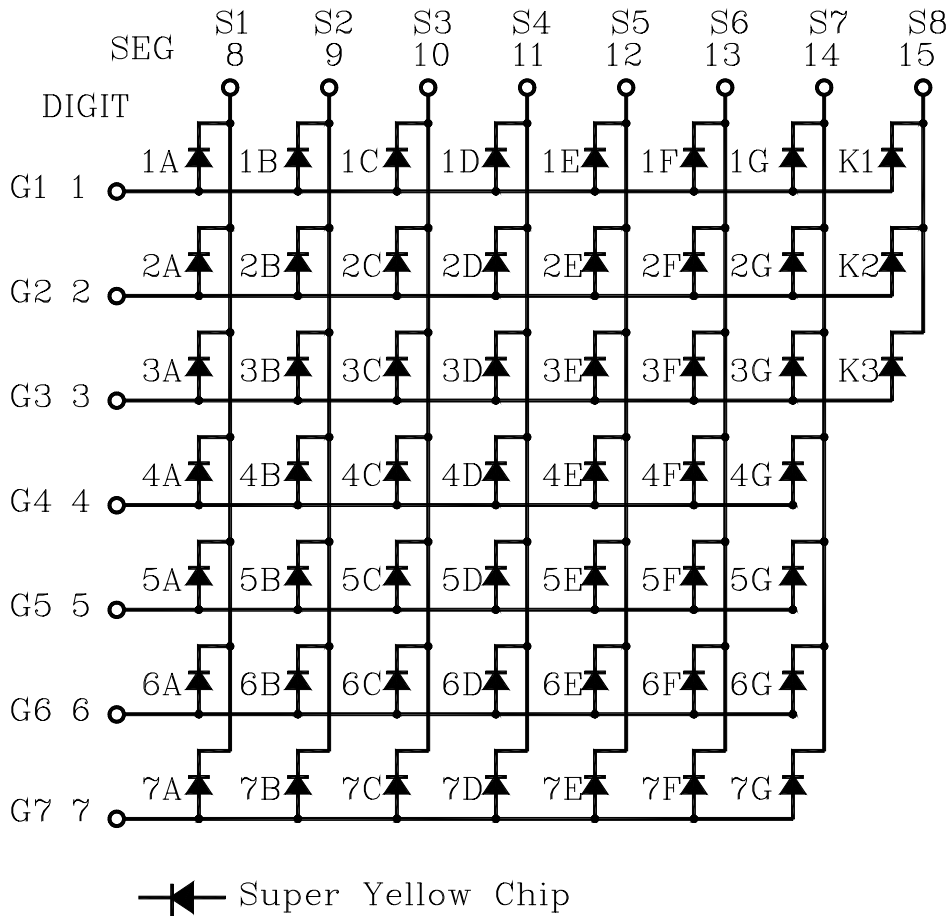 S1 S2 S3 S4 S5 S6 S7 S8
SEG 8 9 10 11 12 13 14 15
DIGIT
1A 1B 1C 1D 1E 1F 1G K1
G1 1
2A 2B 2C 2D 2E 2F 2G K2
G2 2
3A 3B 3C 3D 3E 3F 3G K3
G3 3
4A 4B 4C 4D 4E 4F 4G
G4 4
5A 5B 5C 5D 5E 5F 5G
G5 5
6A 6B 6C 6D 6E 6F 6G
G6 6
7A 7B 7C 7D 7E 7F 7G
G7 7
Super Yellow Chip